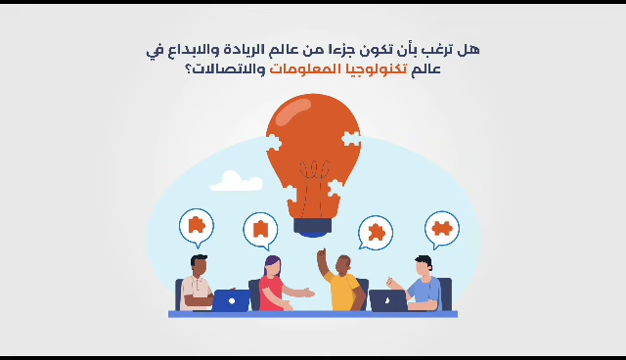 هل ترغب بأن تكون جزءا من عالم الريادة والابداع في
عالم تكنولوجيا المعلومات والاتصالات؟